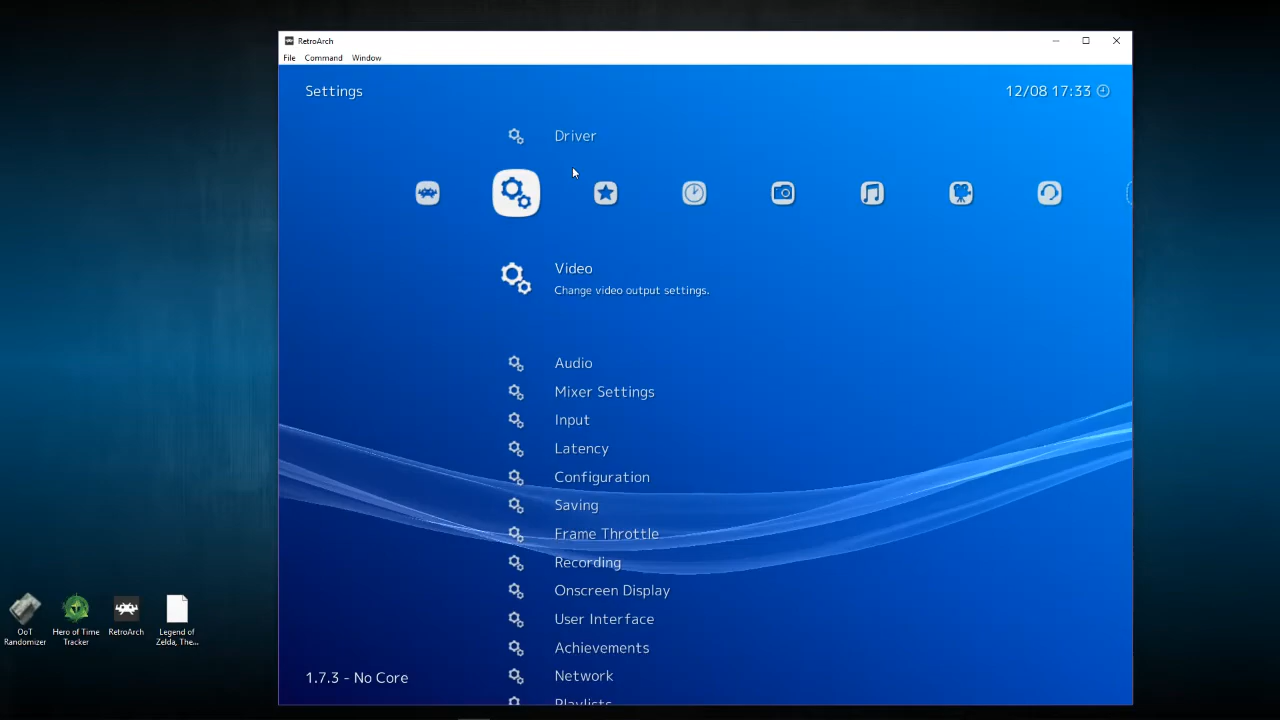 RetroArch
File Command Window
Settings
12/08 17:33
Driver
Video
Change video output settings.
Audio
Mixer Settings
Input
Latency
Configuration
Saving
Frame Throttle
Recording
Onscreen Display
User Interface
Achievements
Network
Playlists
1.7.3 - No Core
OoT
Randomizer
Hero of Time
Tracker
RetroArch
Legend of
Zelda, The...